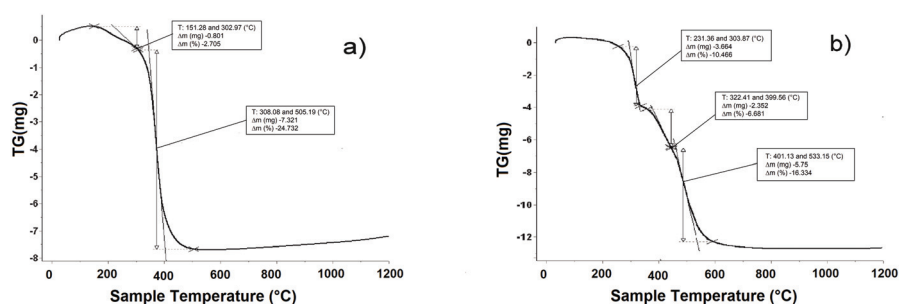 a)
T: 151.28 and 302.97 (°C)
Δm (mg) -0.801
Δm (%) -2.705
T: 308.08 and 505.19 (°C)
Δm (mg) -7.321
Δm (%) -24.732
TG(mg)
1
0
-1
-2
-3
-4
-5
-6
-7
-8
0 200 400 600 800 1000 1200
Sample Temperature (°C)
b)
T: 231.36 and 303.87 (°C)
Δm (mg) -3.664
Δm (%) -10.466
T: 322.41 and 399.56 (°C)
Δm (mg) -2.352
Δm (%) -6.681
T: 401.13 and 533.15 (°C)
Δm (mg) -5.75
Δm (%) -16.334
TG(mg)
0
-2
-4
-6
-8
-10
-12
0 200 400 600 800 1000 1200
Sample Temperature (°C)